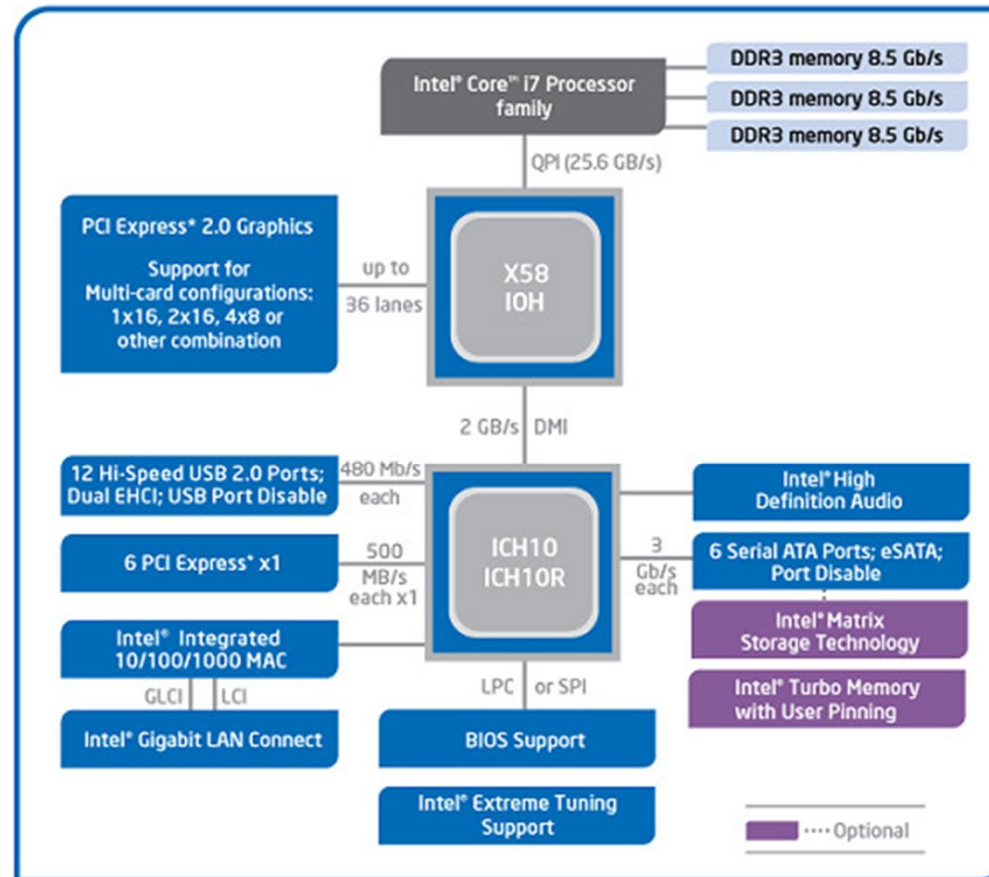 Intel® Core™ i7 Processor
family
DDR3 memory 8.5 Gb/s
DDR3 memory 8.5 Gb/s
DDR3 memory 8.5 Gb/s
QPI (25.6 GB/s)
PCI Express* 2.0 Graphics
Support for
Multi-card configurations:
1x16, 2x16, 4x8 or
other combination
up to
36 lanes
X58
IOH
2 GB/s DMI
12 Hi-Speed USB 2.0 Ports;
Dual EHCI; USB Port Disable
480 Mb/s
each
6 PCI Express* x1
500
MB/s
each x1
Intel® Integrated
10/100/1000 MAC
GLCI LCI
Intel® Gigabit LAN Connect
ICH10
ICH10R
Intel® High
Definition Audio
3
Gb/s
each
6 Serial ATA Ports; eSATA;
Port Disable
Intel® Matrix
Storage Technology
Intel® Turbo Memory
with User Pinning
LPC or SPI
BIOS Support
Intel® Extreme Tuning
Support
Optional